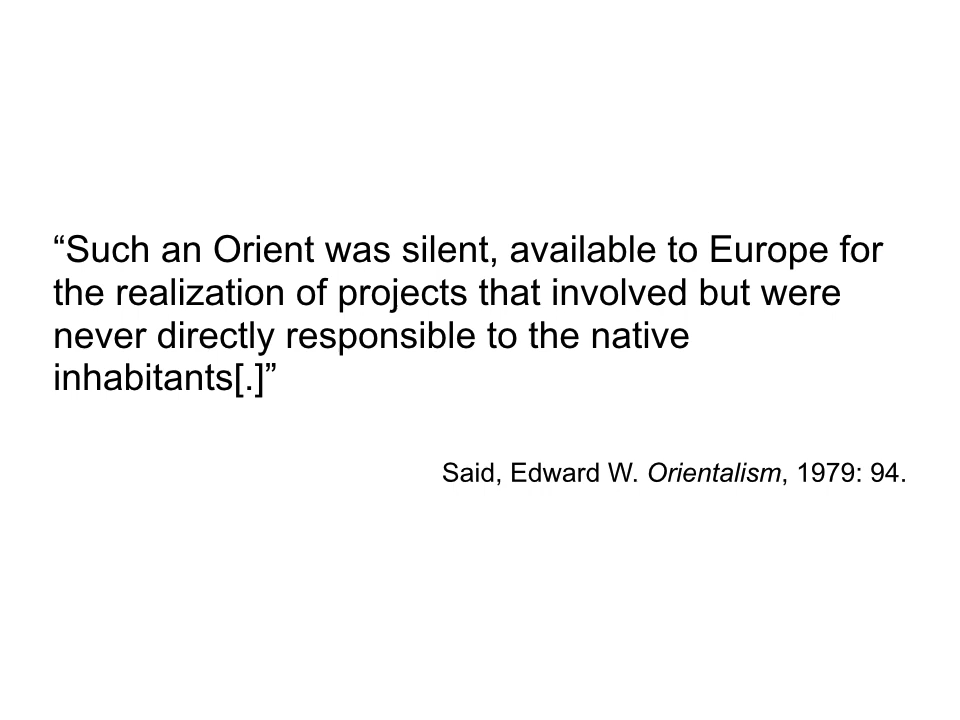 “Such an Orient was silent, available to Europe for
the realization of projects that involved but were
never directly responsible to the native
inhabitants[.]”
Said, Edward W. Orientalism, 1979: 94.